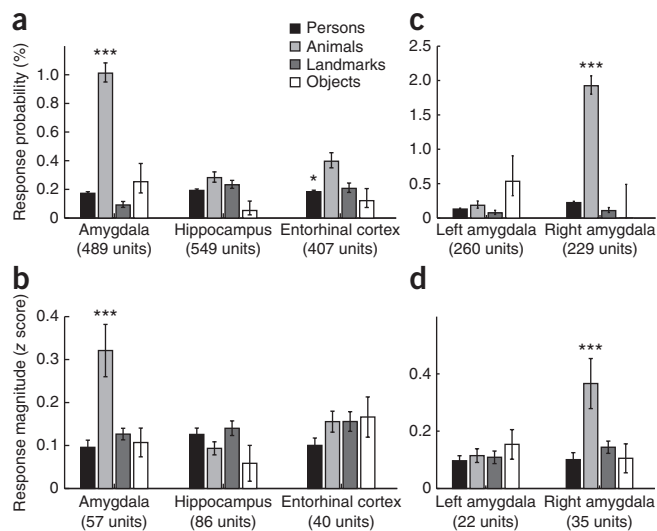 a
Response probability (%)
1.0
0.8
0.6
0.4
0.2
0
***
*
Amygdala
(489 units)
Hippocampus
(549 units)
Entorhinal cortex
(407 units)
Persons
Animals
Landmarks
Objects
c
2.0
1.5
1.0
0.5
0
***
Left amygdala
(260 units)
Right amygdala
(229 units)
b
Response magnitude (z score)
0.4
0.3
0.2
0.1
0
***
Amygdala
(57 units)
Hippocampus
(86 units)
Entorhinal cortex
(40 units)
d
0.4
0.2
0
***
Left amygdala
(22 units)
Right amygdala
(35 units)